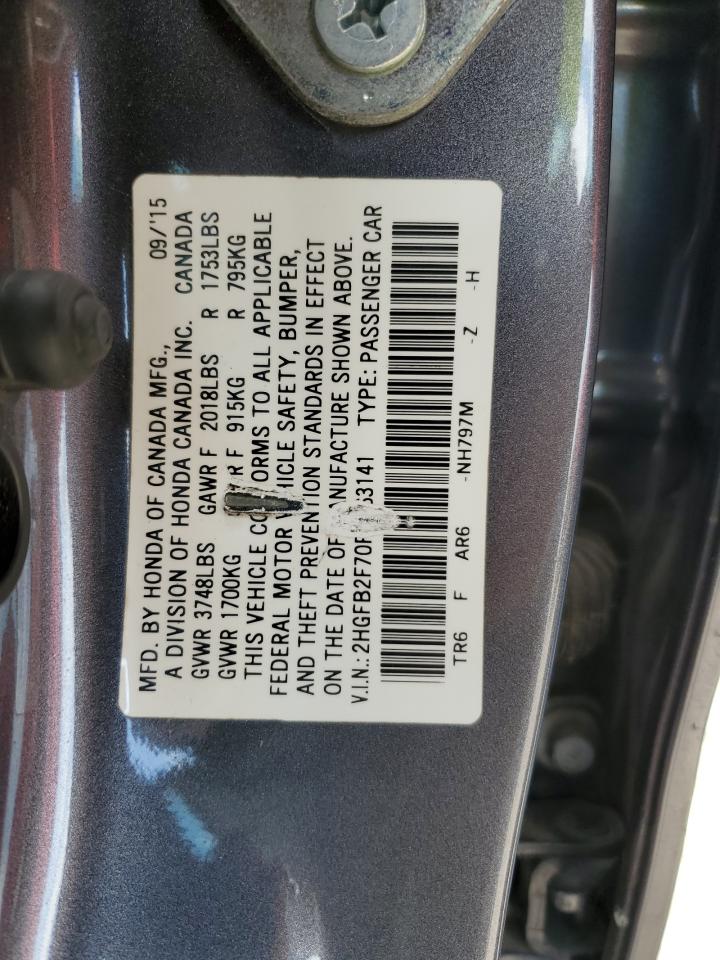 MFD. BY HONDA OF CANADA MFG., 09/'15
A DIVISION OF HONDA CANADA INC. CANADA
GVWR 3748LBS GAWR F 2018LBS R 1753LBS
GVWR 1700KG F 915KG R 795KG
THIS VEHICLE CO ORMS TO ALL APPLICABLE
FEDERAL MOTOR HICLE SAFETY, BUMPER,
AND THEFT PREVENTION STANDARDS IN EFFECT
ON THE DATE OF NUFACTURE SHOWN ABOVE.
V.I.N.: 2HGFB2F70F 3141 TYPE: PASSENGER CAR
TR6 F AR6 -NH797M -Z -H